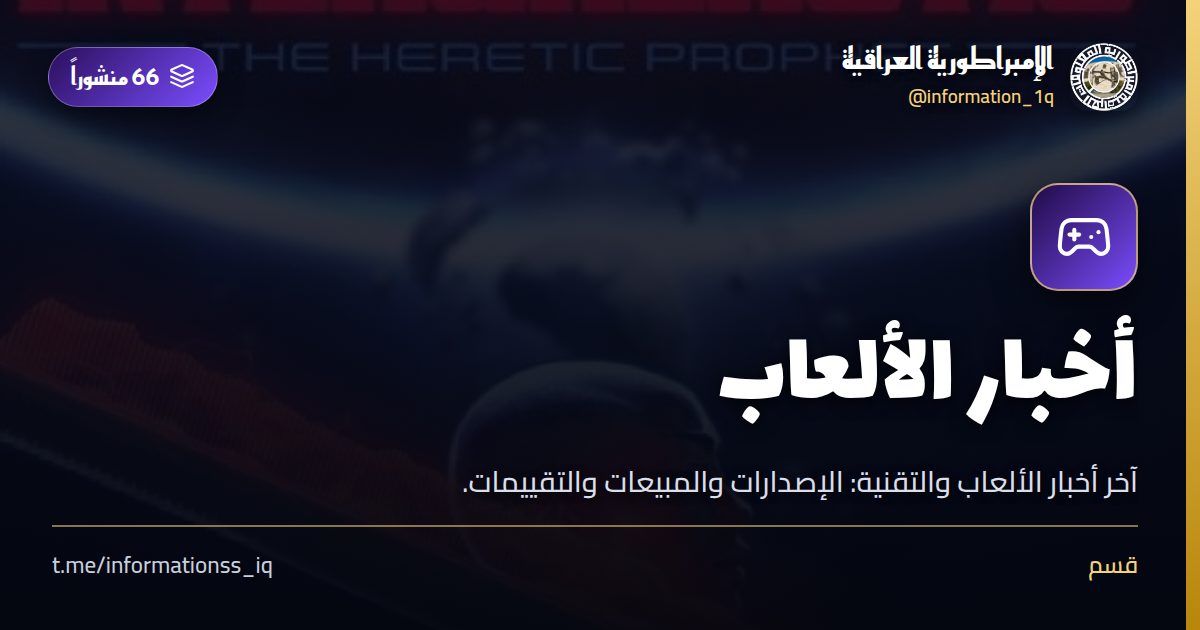 THE HERETIC PROPHET
الإمبراطورية العراقية
@information_1q
66 منشوراً
أخبار الألعاب
آخر أخبار الألعاب والتقنية: الإصدارات والمبيعات والتقييمات.
قسم
t.me/informationss_iq